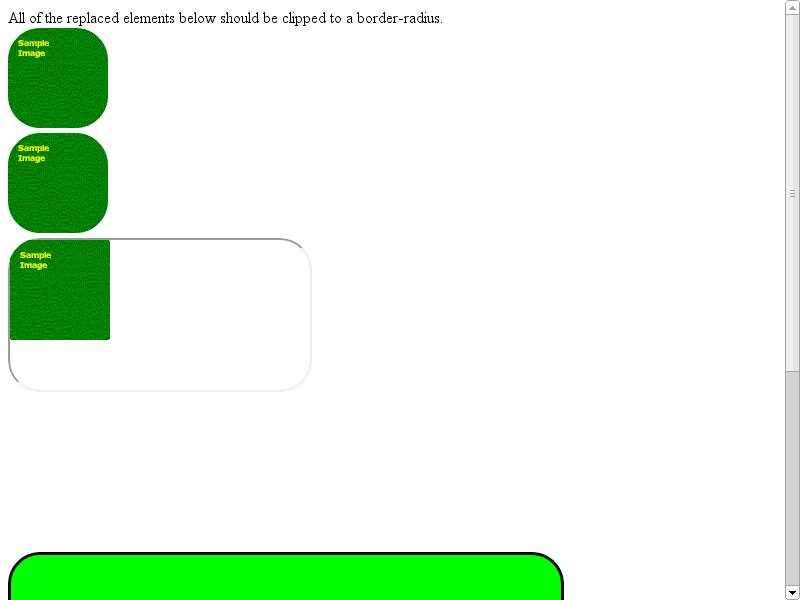 All of the replaced elements below should be clipped to a border-radius.
Sample
Image
Sample
Image
Sample
Image